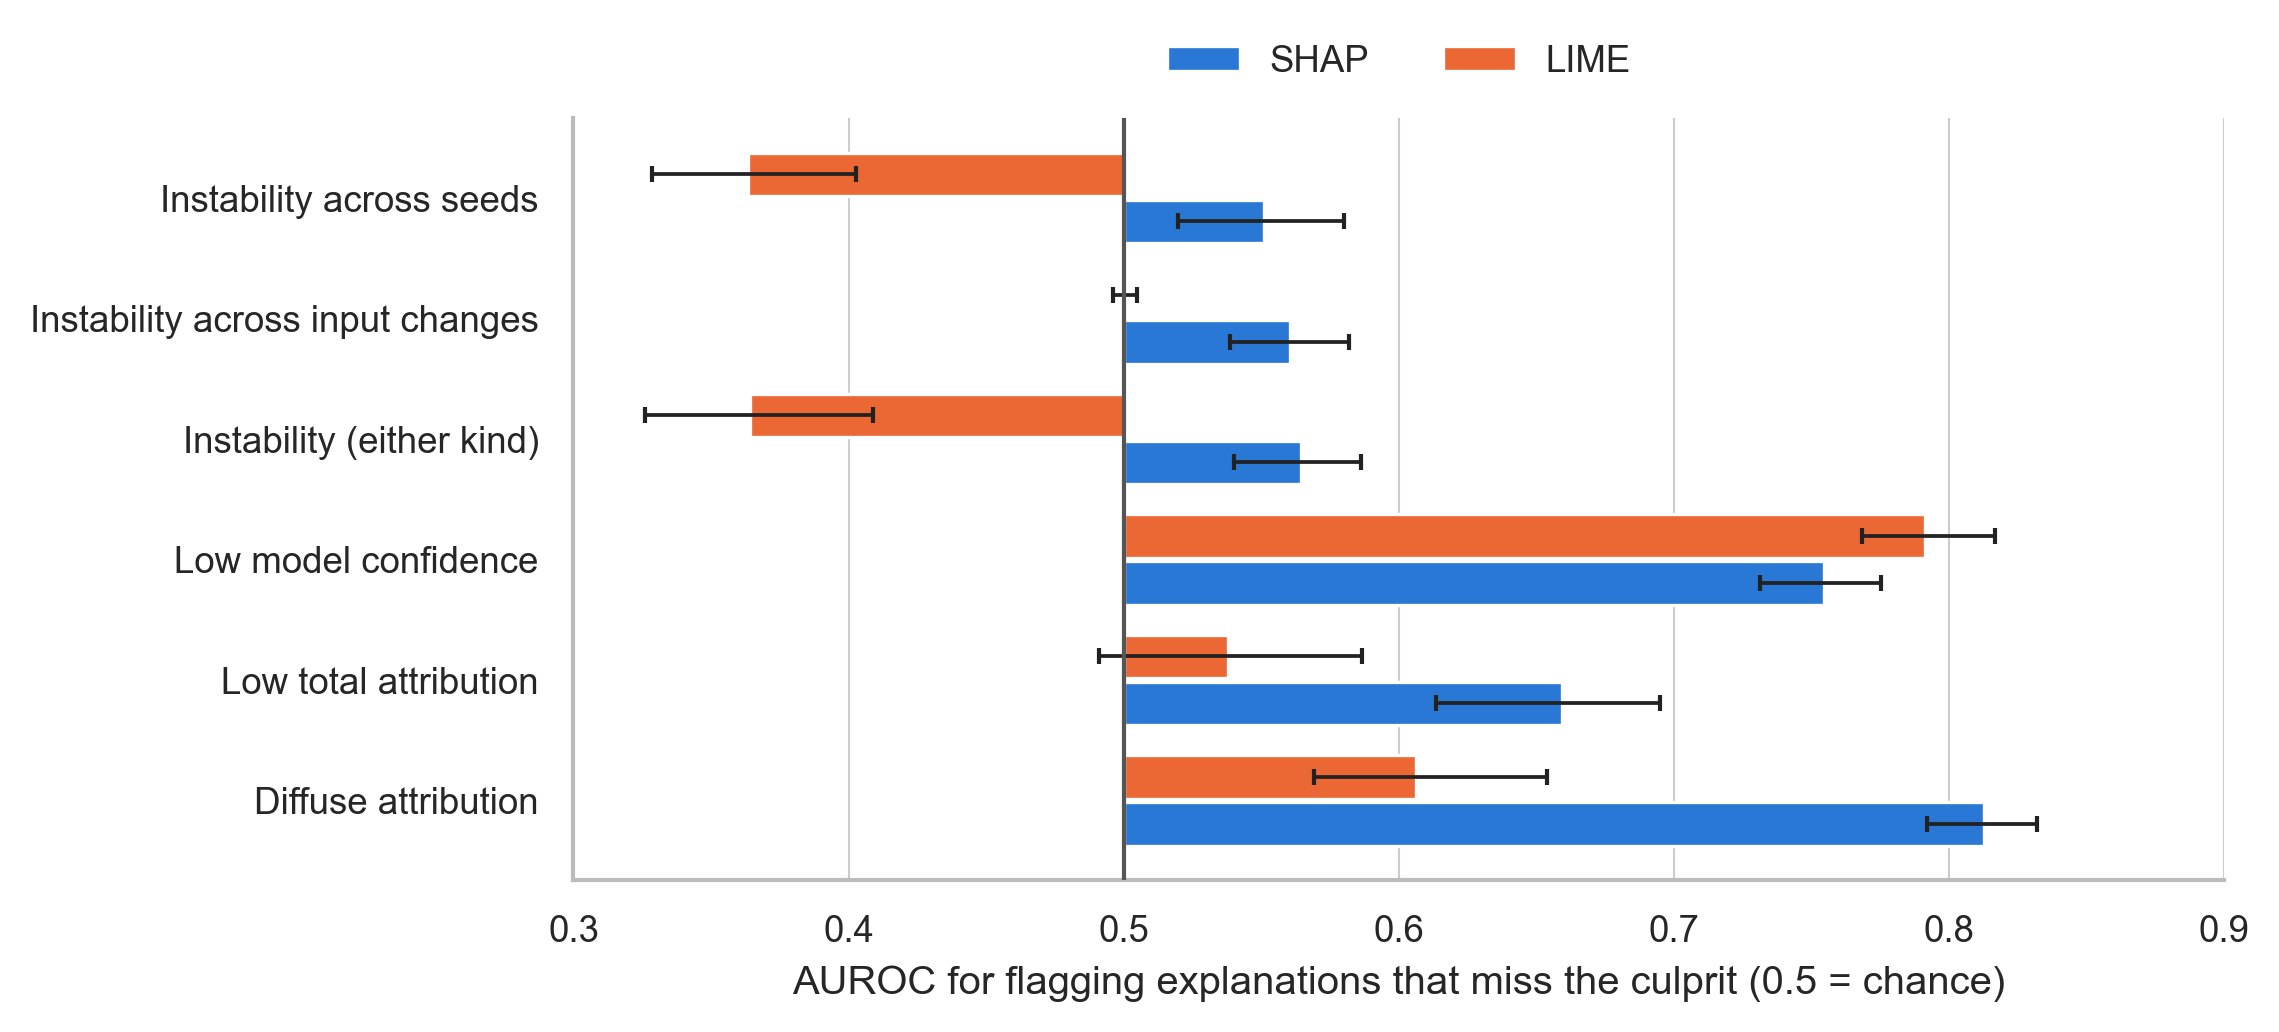 SHAP LIME
Instability across seeds
Instability across input changes
Instability (either kind)
Low model confidence
Low total attribution
Diffuse attribution
0.3 0.4 0.5 0.6 0.7 0.8 0.9
AUROC for flagging explanations that miss the culprit (0.5 = chance)